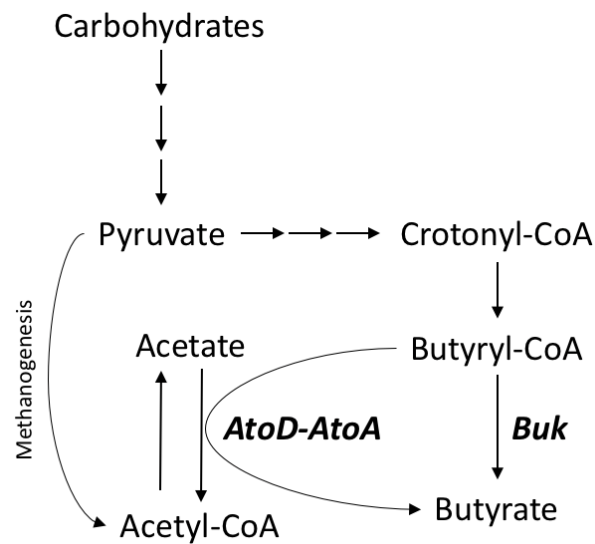 Carbohydrates
Pyruvate
Crotonyl-CoA
Methanogenesis
Acetate
Butyryl-CoA
AtoD-AtoA
Buk
Acetyl-CoA
Butyrate